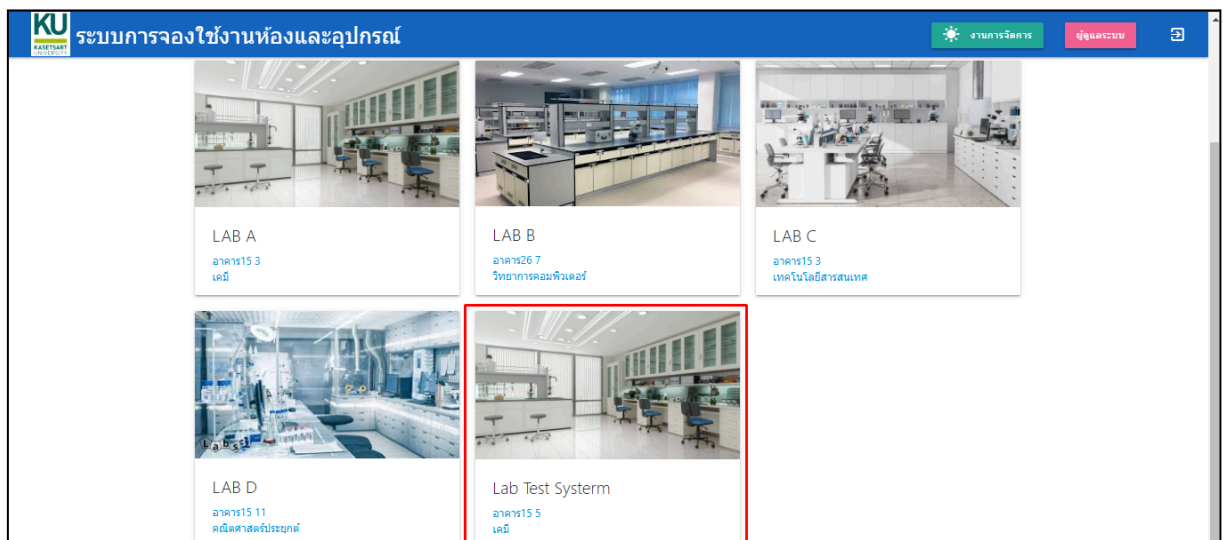 KU
KASETSART
UNIVERSITY
ระบบการจองใช้งานห้องและอุปกรณ์
งานการจัดการ
ผู้ดูแลระบบ
LAB A
อาคาร15 3
เคมี
LAB B
อาคาร26 7
วิทยาการคอมพิวเตอร์
LAB C
อาคาร15 3
เทคโนโลยีสารสนเทศ
Labs
LAB D
อาคาร15 11
คณิตศาสตร์ประยุกต์
Lab Test Systerm
อาคาร15 5
เคมี